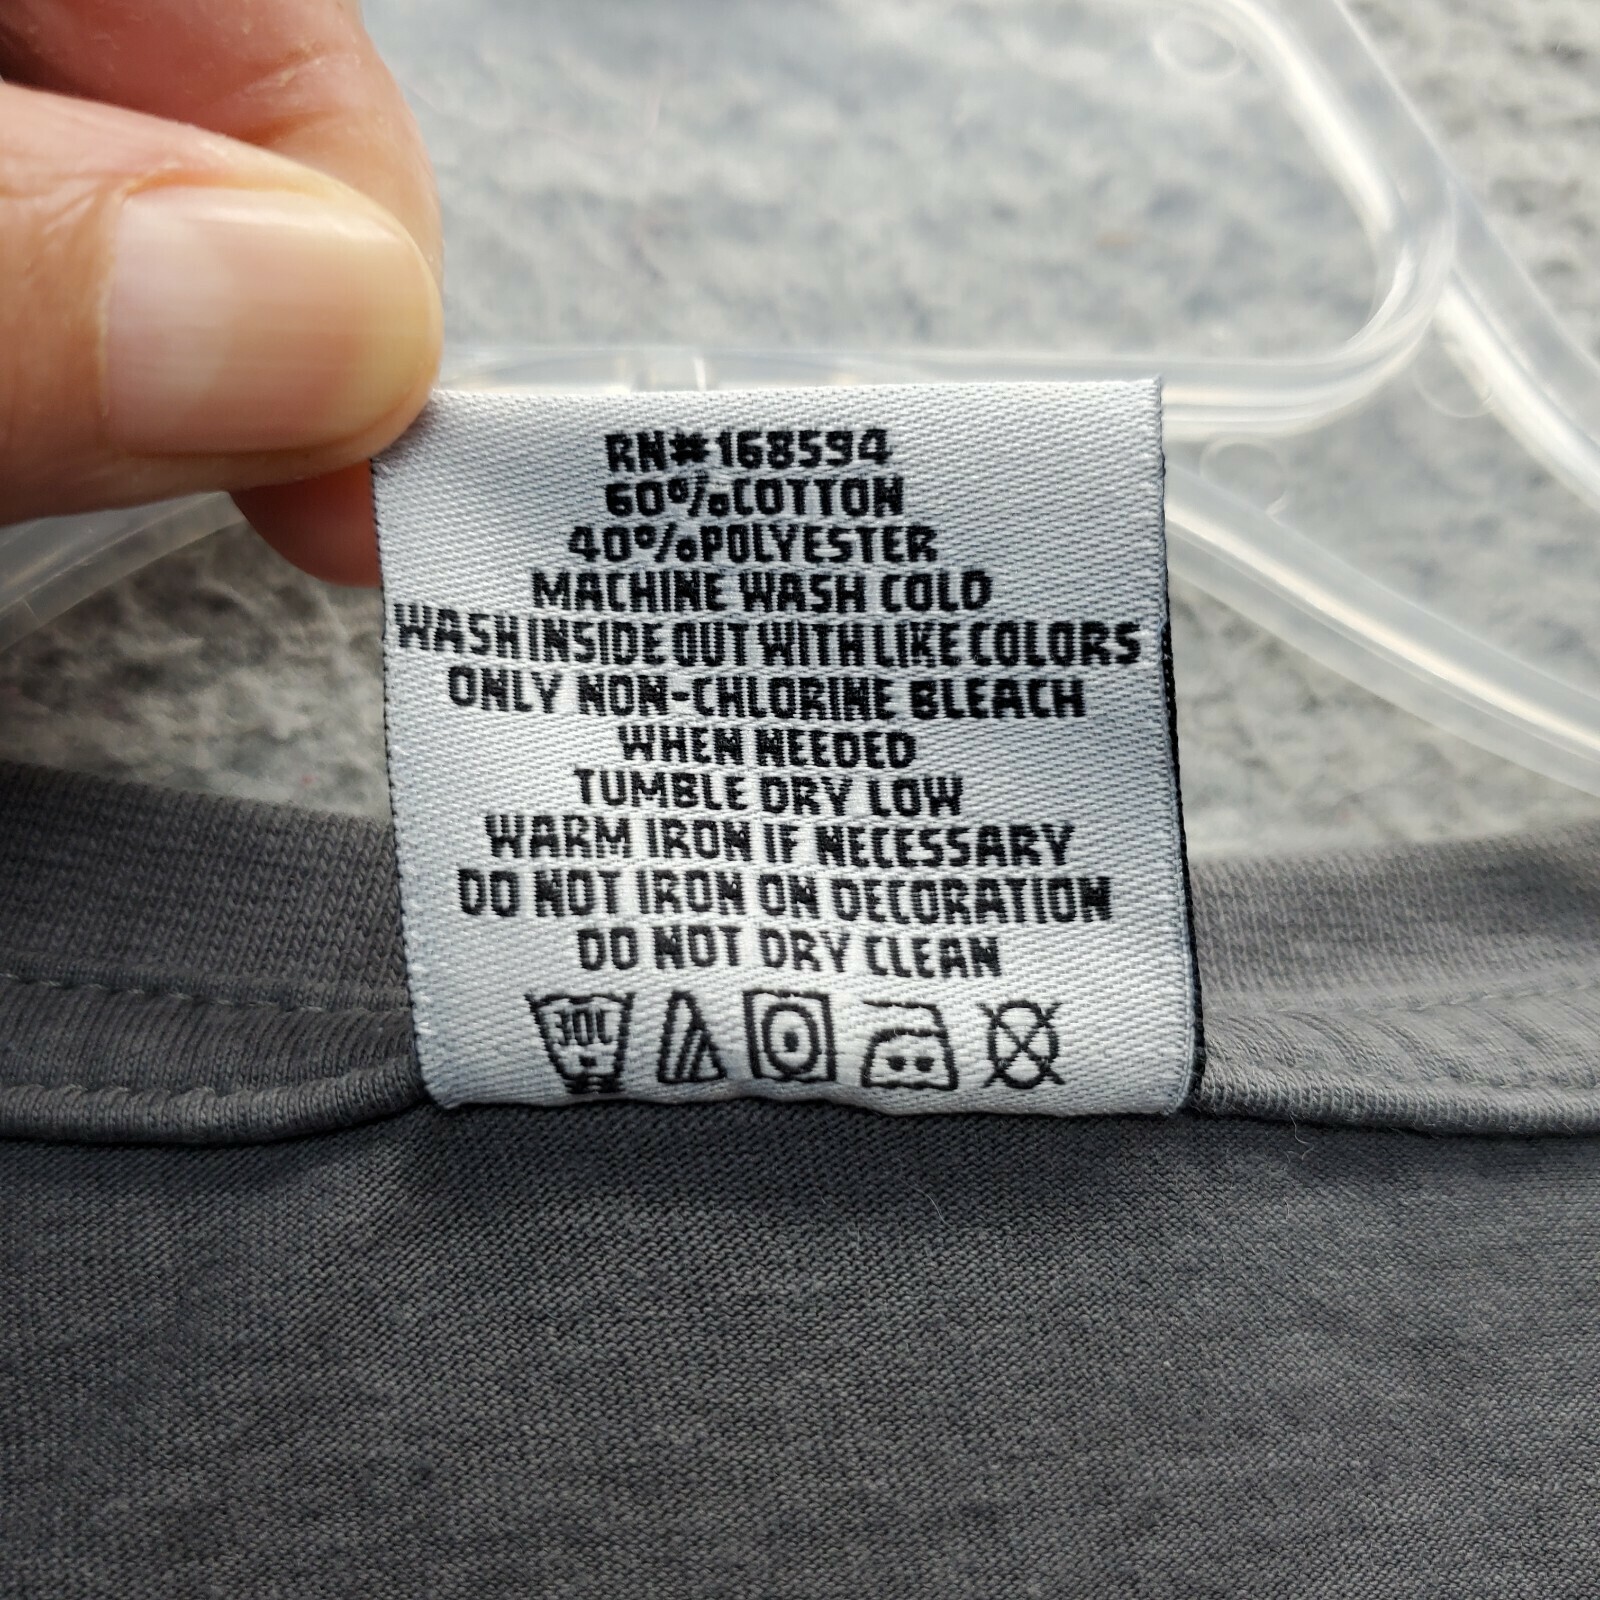 RN#168594
60%COTTON
40%POLYESTER
MACHINE WASH COLD
WASH INSIDE OUT WITH LIKE COLORS
ONLY NON-CHLORINE BLEACH
WHEN NEEDED
TUMBLE DRY LOW
WARM IRON IF NECESSARY
DO NOT IRON ON DECORATION
DO NOT DRY CLEAN
30C